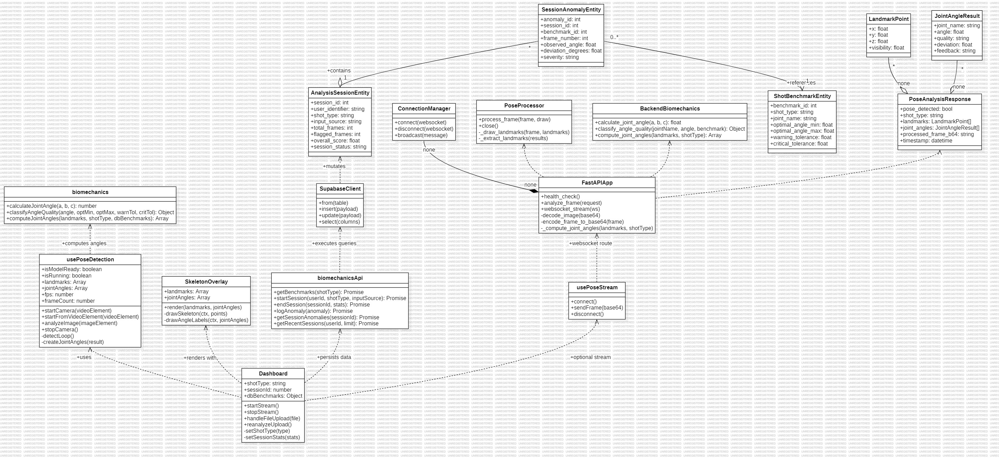 SessionAnomalyEntity
+anomaly_id: int
+session_id: int
+benchmark_id: int
+frame_number: int
+observed_angle: float
+deviation_degrees: float
+severity: string
LandmarkPoint
+x: float
+y: float
+z: float
+visibility: float
JointAngleResult
+joint_name: string
+angle: float
+quality: string
+deviation: float
+feedback: string
*
0..*
+contains
1
1
+references
*
none
*
none
AnalysisSessionEntity
+session_id: int
+user_identifier: string
+shot_type: string
+input_source: string
+total_frames: int
+flagged_frames: int
+overall_score: float
+session_status: string
ConnectionManager
+connect(websocket)
+disconnect(websocket)
+broadcast(message)
PoseProcessor
+process_frame(frame, draw)
+close()
-_draw_landmarks(frame, landmarks)
-_extract_landmarks(results)
BackendBiomechanics
+calculate_joint_angle(a, b, c): float
+classify_angle_quality(jointName, angle, benchmark): Object
+compute_joint_angles(landmarks, shotType): Array
ShotBenchmarkEntity
+benchmark_id: int
+shot_type: string
+joint_name: string
+optimal_angle_min: float
+optimal_angle_max: float
+warning_tolerance: float
+critical_tolerance: float
PoseAnalysisResponse
+pose_detected: bool
+shot_type: string
+landmarks: LandmarkPoint[]
+joint_angles: JointAngleResult[]
+processed_frame_b64: string
+timestamp: datetime
none
none
+mutates
biomechanics
+calculateJointAngle(a, b, c): number
+classifyAngleQuality(angle, optMin, optMax, warnTol, critTol): Object
+computeJointAngles(landmarks, shotType, dbBenchmarks): Array
SupabaseClient
+from(table)
+insert(payload)
+update(payload)
+select(columns)
FastAPIApp
+health_check()
+analyze_frame(request)
+websocket_stream(ws)
-decode_image(base64)
-encode_frame_to_base64(frame)
-_compute_joint_angles(landmarks, shotType)
+computes angles
+executes queries
+websocket route
usePoseDetection
+isModelReady: boolean
+isRunning: boolean
+landmarks: Array
+jointAngles: Array
+fps: number
+frameCount: number
+startCamera(videoElement)
+startFromVideoElement(videoElement)
+analyzeImage(imageElement)
+stopCamera()
-detectLoop()
-createJointAngles(result)
SkeletonOverlay
+landmarks: Array
+jointAngles: Array
+render(landmarks, jointAngles)
-drawSkeleton(ctx, points)
-drawAngleLabels(ctx, jointAngles)
biomechanicsApi
+getBenchmarks(shotType): Promise
+startSession(userId, shotType, inputSource): Promise
+endSession(sessionId, stats): Promise
+logAnomaly(anomaly): Promise
+getSessionAnomalies(sessionId): Promise
+getRecentSessions(userId, limit): Promise
usePoseStream
+connect()
+sendFrame(base64)
+disconnect()
+uses
+renders with
+persists data
+optional stream
Dashboard
+shotType: string
+sessionId: number
+dbBenchmarks: Object
+startStream()
+stopStream()
+handleFileUpload(file)
+reanalyzeUpload()
-setShotType(type)
-setSessionStats(stats)